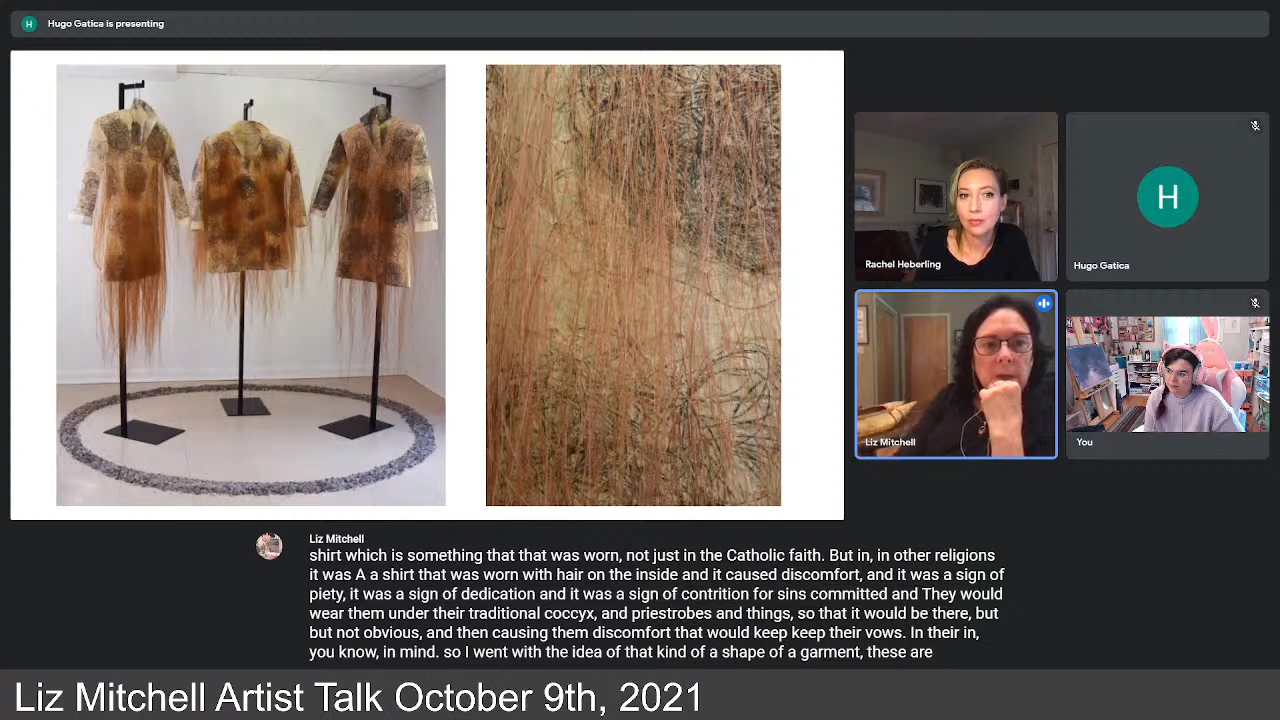 H
Hugo Gatica is presenting
H
Rachel Heberling
Hugo Gatica
Liz Mitchell
You
Liz Mitchell
shirt which is something that that was worn, not just in the Catholic faith. But in, in other religions
it was A a shirt that was worn with hair on the inside and it caused discomfort, and it was a sign of
piety, it was a sign of dedication and it was a sign of contrition for sins committed and They would
wear them under their traditional coccyx, and priestrobes and things, so that it would be there, but
but not obvious, and then causing them discomfort that would keep keep their vows. In their in,
you know, in mind. so I went with the idea of that kind of a shape of a garment, these are
Liz Mitchell Artist Talk October 9th, 2021